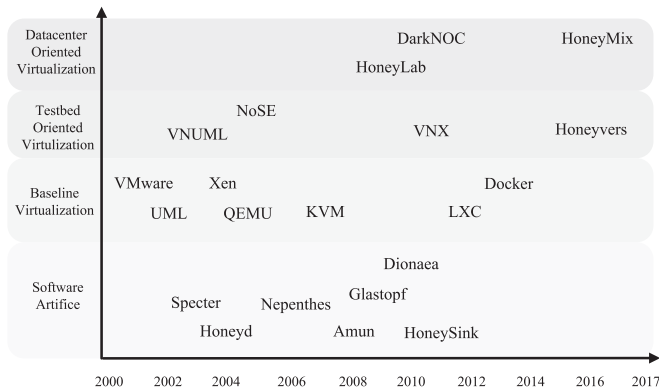 Datacenter
Oriented
Virtualization
DarkNOC
HoneyMix
HoneyLab
Testbed
Oriented
Virtulization
NoSE
VNUML
VNX
Honeyvers
Baseline
Virtualization
VMware
Xen
Docker
UML
QEMU
KVM
LXC
Software
Artifice
Dionaea
Glastopf
Specter
Nepenthes
Honeyd
Amun
HoneySink
2000 2002 2004 2006 2008 2010 2012 2014 2016 2017